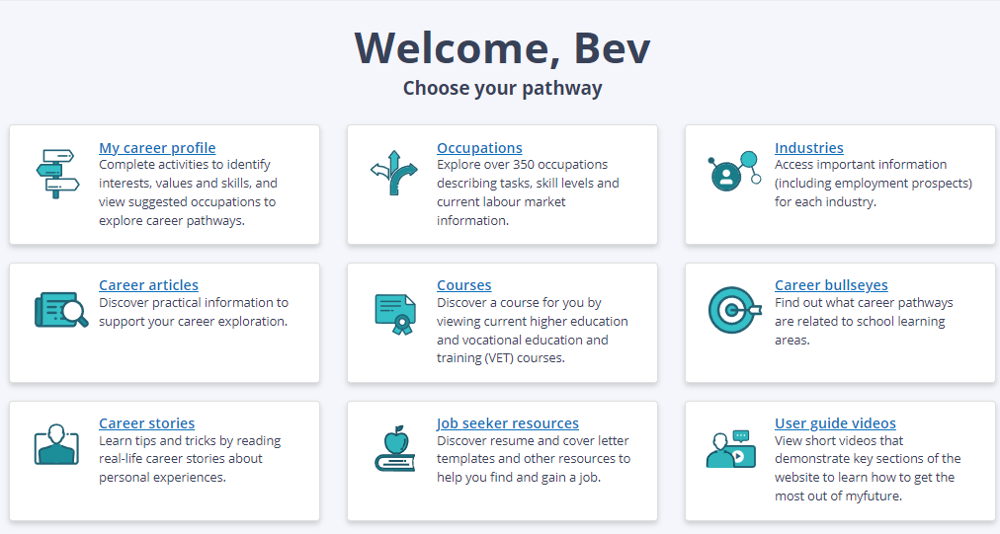 Welcome, Bev
Choose your pathway
My career profile
Complete activities to identify
interests, values and skills, and
view suggested occupations to
explore career pathways.
Occupations
Explore over 350 occupations
describing tasks, skill levels and
current labour market
information.
Industries
Access important information
(including employment prospects)
for each industry.
Career articles
Discover practical information to
support your career exploration.
Courses
Discover a course for you by
viewing current higher education
and vocational education and
training (VET) courses.
Career bullseyes
Find out what career pathways
are related to school learning
areas.
Career stories
Learn tips and tricks by reading
real-life career stories about
personal experiences.
Job seeker resources
Discover resume and cover letter
templates and other resources to
help you find and gain a job.
User guide videos
View short videos that
demonstrate key sections of the
website to learn how to get the
most out of myfuture.